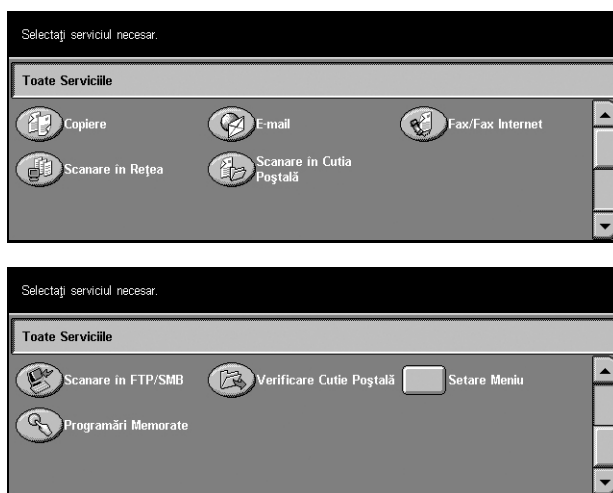 Selectaţi serviciul necesar.
Toate Serviciile
Copiere
E-mail
Fax/Fax Internet
Scanare în Reţea
Scanare în Cutia
Poştală
Selectaţi serviciul necesar.
Toate Serviciile
Scanare în FTP/SMB
Verificare Cutie Poştală
Setare Meniu
Programări Memorate